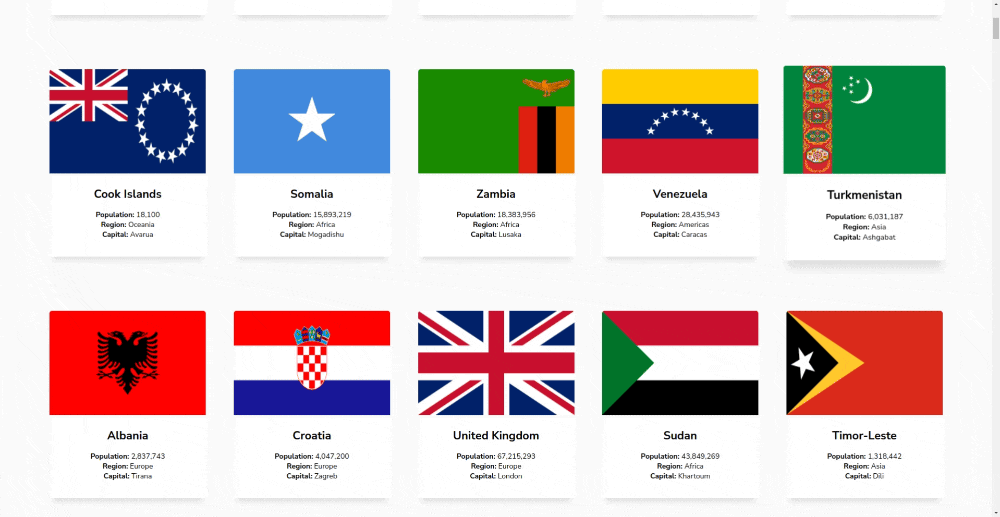 Cook Islands
Population: 18,100
Region: Oceania
Capital: Avarua
Somalia
Population: 15,893,219
Region: Africa
Capital: Mogadishu
Zambia
Population: 18,383,956
Region: Africa
Capital: Lusaka
Venezuela
Population: 28,435,943
Region: Americas
Capital: Caracas
Turkmenistan
Population: 6,031,187
Region: Asia
Capital: Ashgabat
Albania
Population: 2,837,743
Region: Europe
Capital: Tirana
Croatia
Population: 4,047,200
Region: Europe
Capital: Zagreb
United Kingdom
Population: 67,215,293
Region: Europe
Capital: London
Sudan
Population: 43,849,269
Region: Africa
Capital: Khartoum
Timor-Leste
Population: 1,318,442
Region: Asia
Capital: Dili